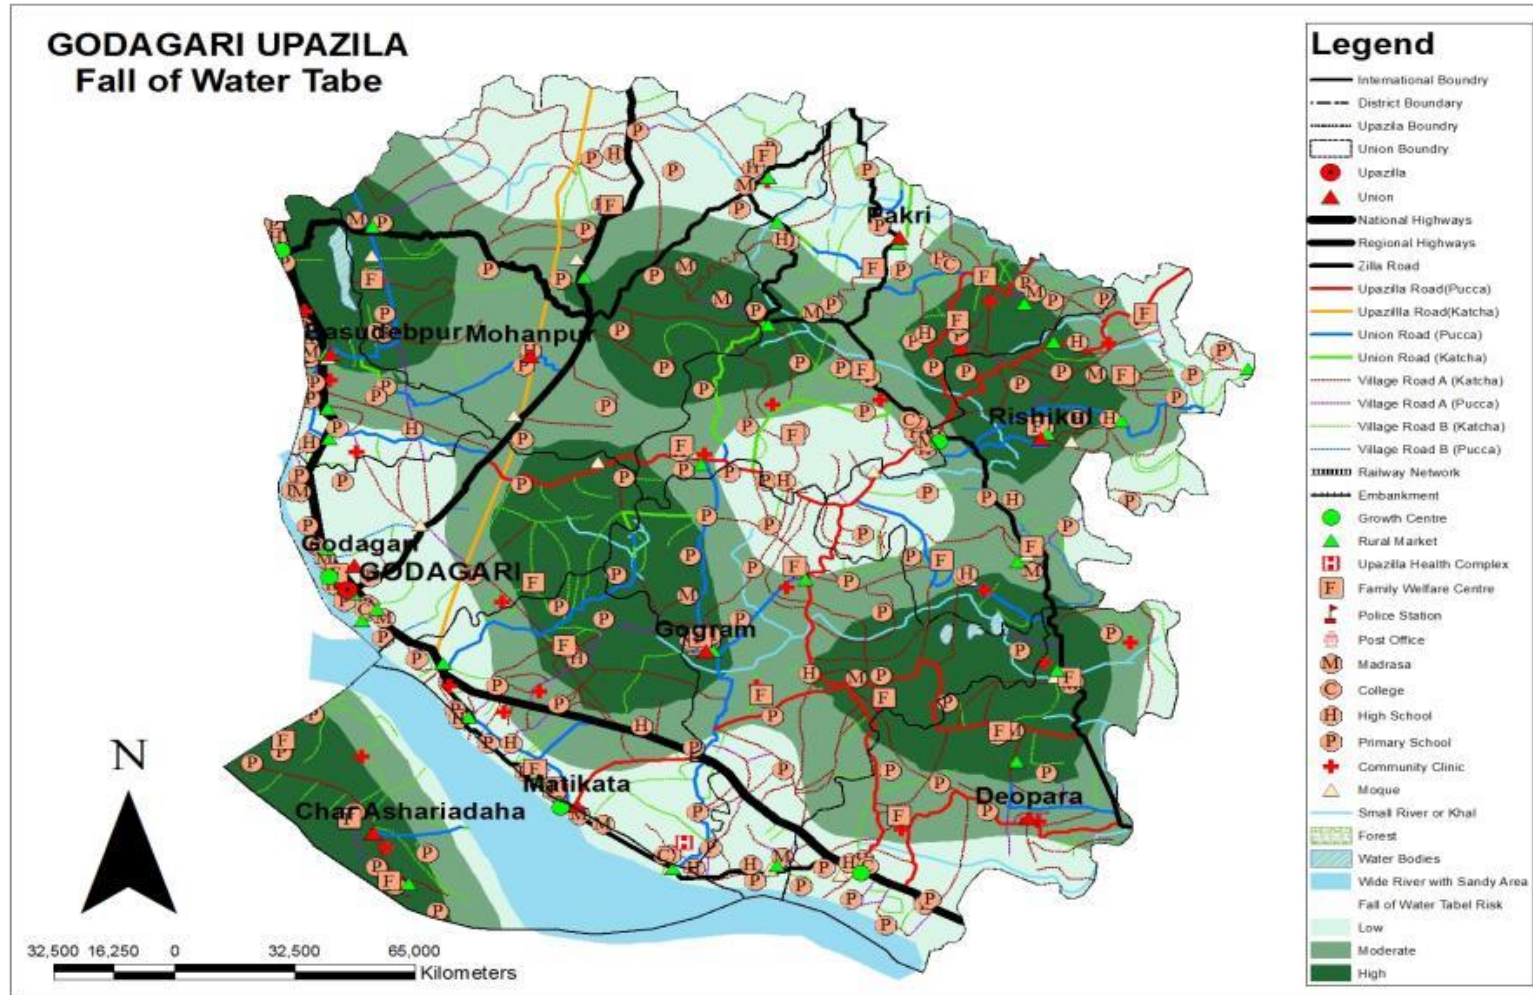 GODAGARI UPAZILA
Fall of Water Tabe
Pakri
Basudebpur
Mohanpur
Rishikul
Godagari
GODAGARI
Gogram
Matikata
Char Ashariadaha
Deopara
N
32,500 16,250 0 32,500 65,000
Kilometers
Legend
International Boundry
District Boundary
Upazila Boundry
Union Boundry
Upazilla
Union
National Highways
Regional Highways
Zilla Road
Upazilla Road(Pucca)
Upazillla Road(Katcha)
Union Road (Pucca)
Union Road (Katcha)
Village Road A (Katcha)
Village Road A (Pucca)
Village Road B (Katcha)
Village Road B (Pucca)
Railway Network
Embankment
Growth Centre
Rural Market
H Upazilla Health Complex
F Family Welfare Centre
Police Station
Post Office
M Madrasa
C College
H High School
P Primary School
Community Clinic
Moque
Small River or Khal
Forest
Water Bodies
Wide River with Sandy Area
Fall of Water Tabel Risk
Low
Moderate
High